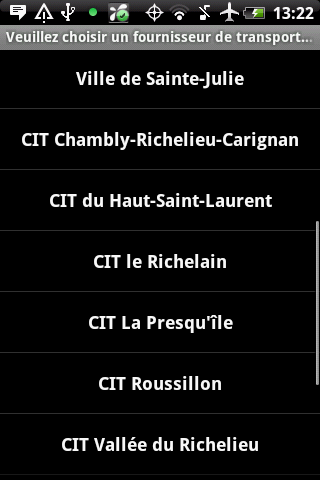 13:22
Veuillez choisir un fournisseur de transport...
Ville de Sainte-Julie
CIT Chambly-Richelieu-Carignan
CIT du Haut-Saint-Laurent
CIT le Richelain
CIT La Presqu'île
CIT Roussillon
CIT Vallée du Richelieu